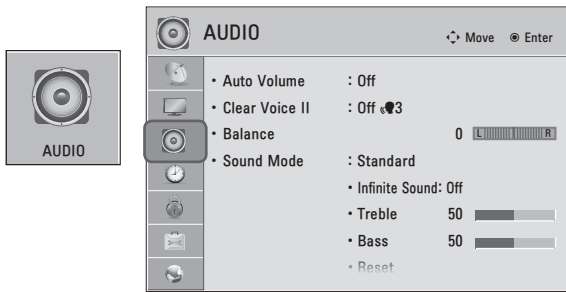 AUDIO
AUDIO Move Enter
• Auto Volume : Off
• Clear Voice II : Off 3
• Balance 0 L R
• Sound Mode : Standard
• Infinite Sound: Off
• Treble 50
• Bass 50
• Reset